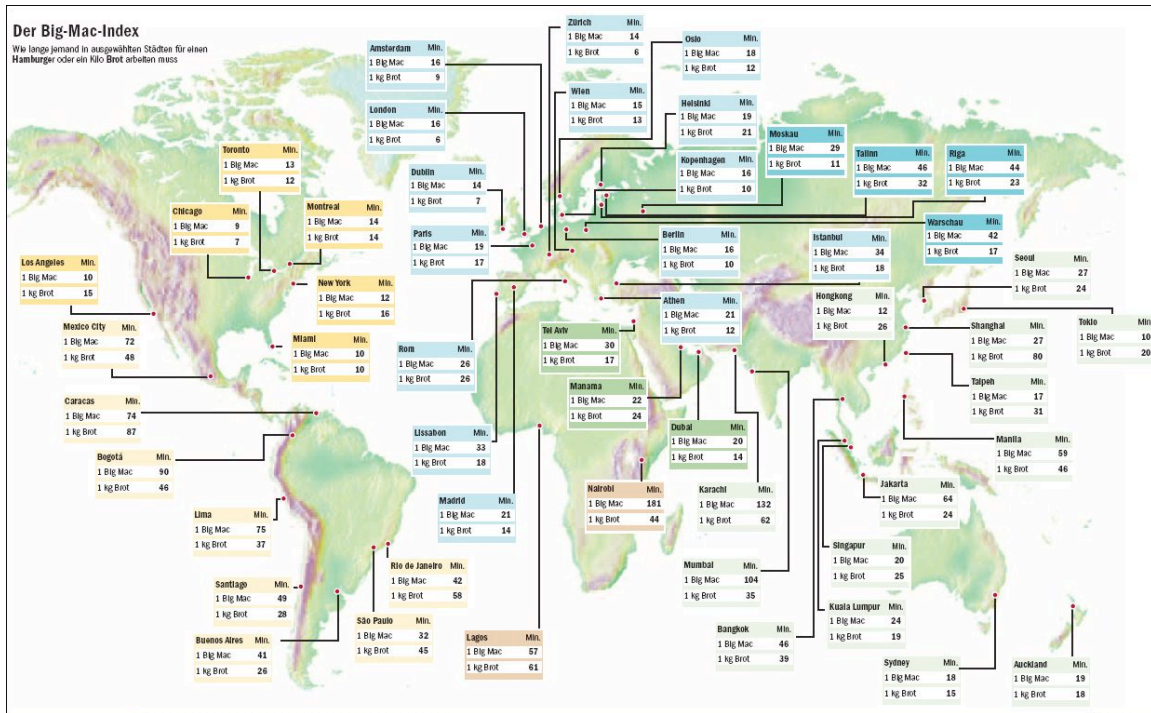 Der Big-Mac-Index
Wie lange jemand in ausgewählten Städten für einen
Hamburger oder ein Kilo Brot arbeiten muss
Zürich Min.
1 Big Mac 14
1 kg Brot 6
Oslo Min.
1 Big Mac 18
1 kg Brot 12
Amsterdam Min.
1 Big Mac 16
1 kg Brot 9
Wien Min.
1 Big Mac 15
1 kg Brot 13
London Min.
1 Big Mac 16
1 kg Brot 6
Helsinki Min.
1 Big Mac 19
1 kg Brot 21
Moskau Min.
1 Big Mac 29
1 kg Brot 11
Toronto Min.
1 Big Mac 13
1 kg Brot 12
Kopenhagen Min.
1 Big Mac 16
1 kg Brot 10
Talinn Min.
1 Big Mac 46
1 kg Brot 32
Riga Min.
1 Big Mac 44
1 kg Brot 23
Dublin Min.
1 Big Mac 14
1 kg Brot 7
Chicago Min.
1 Big Mac 9
1 kg Brot 7
Montreal Min.
1 Big Mac 14
1 kg Brot 14
Paris Min.
1 Big Mac 19
1 kg Brot 17
Berlin Min.
1 Big Mac 16
1 kg Brot 10
Istanbul Min.
1 Big Mac 34
1 kg Brot 18
Warschau Min.
1 Big Mac 42
1 kg Brot 17
Seoul Min.
1 Big Mac 27
1 kg Brot 24
Los Angeles Min.
1 Big Mac 10
1 kg Brot 15
New York Min.
1 Big Mac 12
1 kg Brot 16
Athen Min.
1 Big Mac 21
1 kg Brot 12
Hongkong Min.
1 Big Mac 12
1 kg Brot 26
Mexico City Min.
1 Big Mac 72
1 kg Brot 48
Miami Min.
1 Big Mac 10
1 kg Brot 10
Rom Min.
1 Big Mac 26
1 kg Brot 26
Tel Aviv Min.
1 Big Mac 30
1 kg Brot 17
Shanghai Min.
1 Big Mac 27
1 kg Brot 80
Tokio Min.
1 Big Mac 10
1 kg Brot 20
Manama Min.
1 Big Mac 22
1 kg Brot 24
Taipeh Min.
1 Big Mac 17
1 kg Brot 31
Caracas Min.
1 Big Mac 74
1 kg Brot 87
Lissabon Min.
1 Big Mac 33
1 kg Brot 18
Dubai Min.
1 Big Mac 20
1 kg Brot 14
Manila Min.
1 Big Mac 59
1 kg Brot 46
Bogotá Min.
1 Big Mac 90
1 kg Brot 46
Madrid Min.
1 Big Mac 21
1 kg Brot 14
Nairobi Min.
1 Big Mac 181
1 kg Brot 44
Karachi Min.
1 Big Mac 132
1 kg Brot 62
Jakarta Min.
1 Big Mac 64
1 kg Brot 24
Lima Min.
1 Big Mac 75
1 kg Brot 37
Singapur Min.
1 Big Mac 20
1 kg Brot 25
Rio de Janeiro Min.
1 Big Mac 42
1 kg Brot 58
Mumbai Min.
1 Big Mac 104
1 kg Brot 35
Santiago Min.
1 Big Mac 49
1 kg Brot 28
São Paulo Min.
1 Big Mac 32
1 kg Brot 45
Kuala Lumpur Min.
1 Big Mac 24
1 kg Brot 19
Buenos Aires Min.
1 Big Mac 41
1 kg Brot 26
Lagos Min.
1 Big Mac 57
1 kg Brot 61
Bangkok Min.
1 Big Mac 46
1 kg Brot 39
Sydney Min.
1 Big Mac 18
1 kg Brot 15
Auckland Min.
1 Big Mac 19
1 kg Brot 18